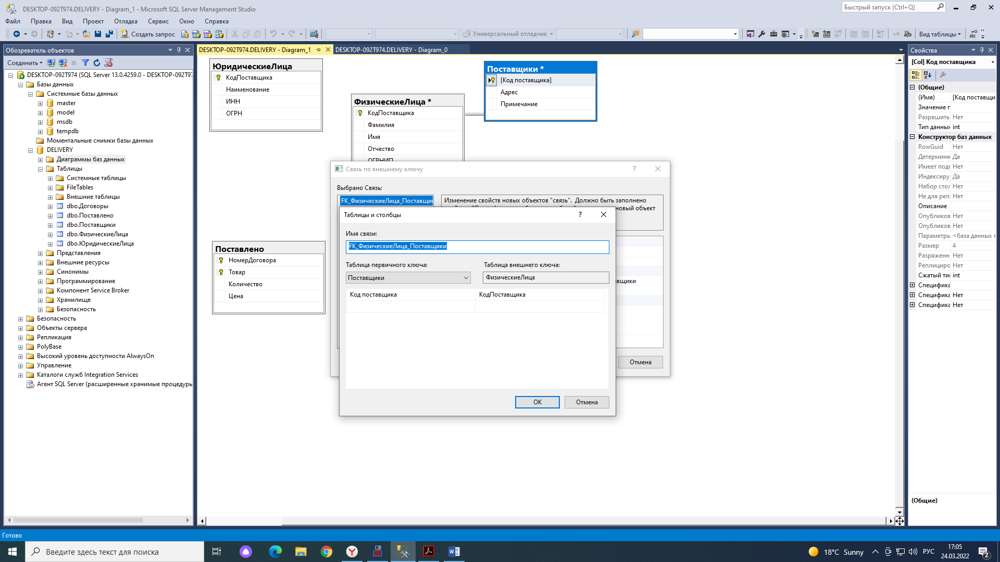 DESKTOP-092T974.DELIVERY - Diagram_1 - Microsoft SQL Server Management Studio
Быстрый запуск (Ctrl+Q)
Файл Правка Вид Проект Отладка Сервис Окно Справка
Создать запрос
Универсальный отладчик
Вид таблицы
Обозреватель объектов
Соединить
DESKTOP-092T974 (SQL Server 13.0.4259.0 - DESKTOP-092T97
Базы данных
Системные базы данных
master
model
msdb
tempdb
Моментальные снимки базы данных
DELIVERY
Диаграммы баз данных
Таблицы
Системные таблицы
FileTables
Внешние таблицы
dbo.Договоры
dbo.Поставлено
dbo.Поставщики
dbo.ФизическиеЛица
dbo.ЮридическиеЛица
Представления
Внешние ресурсы
Синонимы
Программирование
Компонент Service Broker
Хранилище
Безопасность
Безопасность
Объекты сервера
Репликация
PolyBase
Высокий уровень доступности AlwaysOn
Управление
Каталоги служб Integration Services
Агент SQL Server (расширенные хранимые процедуры
DESKTOP-092T974.DELIVERY - Diagram_1
DESKTOP-092T974.DELIVERY - Diagram_0
ЮридическиеЛица
КодПоставщика
Наименование
ИНН
ОГРН
ФизическиеЛица *
КодПоставщика
Фамилия
Имя
Отчество
ОГРНИП
Поставщики *
[Код поставщика]
Адрес
Примечание
Поставлено
НомерДоговора
Товар
Количество
Цена
Связь по внешнему ключу
?
Выбрано Связь:
FK_ФизическиеЛица_Поставщи
Изменение свойств новых объектов "связь". Должно быть заполнено
новый объект
вщики
Отмена
Таблицы и столбцы
?
Имя связи:
FK_ФизическиеЛица_Поставщики
Таблица первичного ключа:
Таблица внешнего ключа:
Поставщики
ФизическиеЛица
Код поставщика
КодПоставщика
ОК
Отмена
Свойства
[Col] Код поставщика
(Общие)
(Имя) [Код поставщи
Значение г
Разрешить Нет
Тип данных int
Конструктор баз данных
RowGuid Нет
Детермини Да
Имеет подп Нет
Индексиру Да
Набор стол Нет
Не для реп. Нет
Описание
Опубликов Нет
Опубликов Нет
Параметры <база данных п
Размер 4
Разряженн Нет
Реплициро Нет
Сжатый тип int
Специфика Нет
Специфика Нет
Специфика Нет
(Общие)
Готово
Введите здесь текст для поиска
18°C Sunny
РУС
17:05
24.03.2022
2